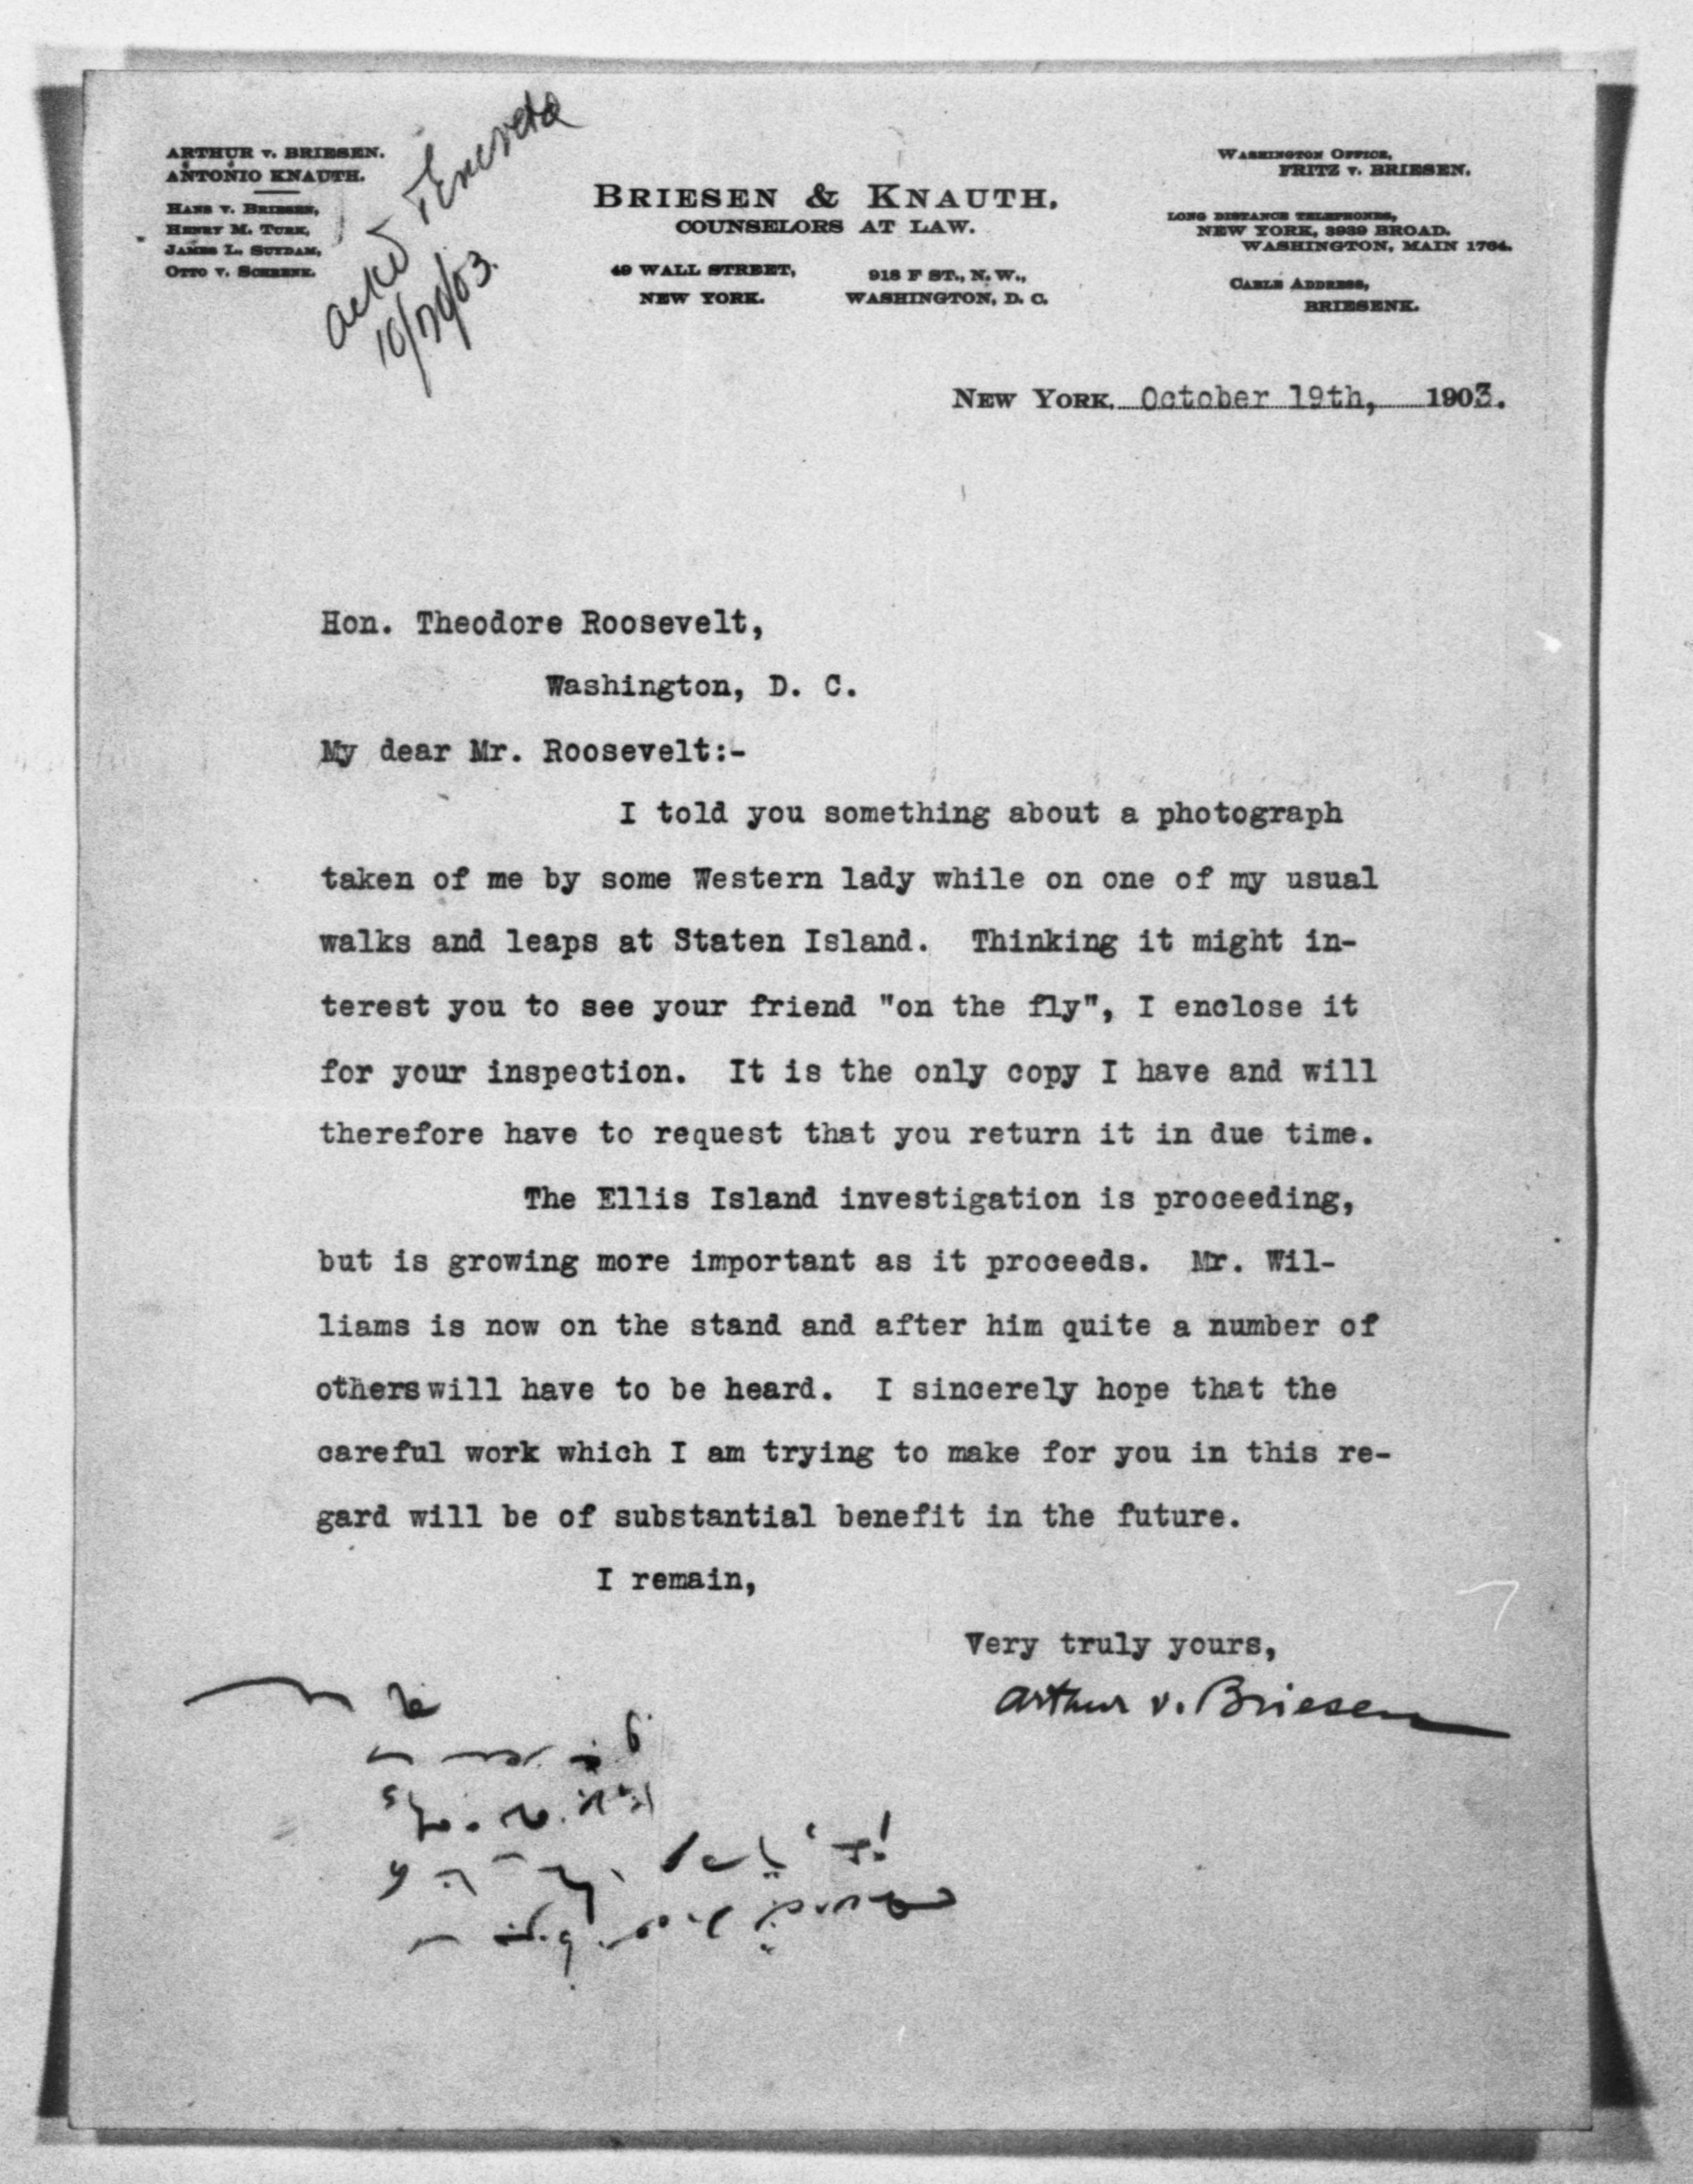 ARTHUR v. BRIESEN.
ANTONIO KNAUTH.
HANS v. BRIESEN,
HENRY M. TURK,
JAMES L. SUYDAM,
OTTO v. SCHRENK.
ackd
10/20/03.
BRIESEN & KNAUTH,
COUNSELORS AT LAW.
49 WALL STREET,
NEW YORK.
918 F ST., N. W.,
WASHINGTON, D. C.
WASHINGTON OFFICE,
FRITZ v. BRIESEN.
LONG DISTANCE TELEPHONES,
NEW YORK, 3939 BROAD.
WASHINGTON, MAIN 1764.
CABLE ADDRESS,
BRIESENK.
NEW YORK, October 19th, 1903.
Hon. Theodore Roosevelt,
Washington, D. C.
My dear Mr. Roosevelt:-
I told you something about a photograph
taken of me by some Western lady while on one of my usual
walks and leaps at Staten Island. Thinking it might in-
terest you to see your friend "on the fly", I enclose it
for your inspection. It is the only copy I have and will
therefore have to request that you return it in due time.
The Ellis Island investigation is proceeding,
but is growing more important as it proceeds. Mr. Wil-
liams is now on the stand and after him quite a number of
others will have to be heard. I sincerely hope that the
careful work which I am trying to make for you in this re-
gard will be of substantial benefit in the future.
I remain,
Very truly yours,
Arthur v. Briesen